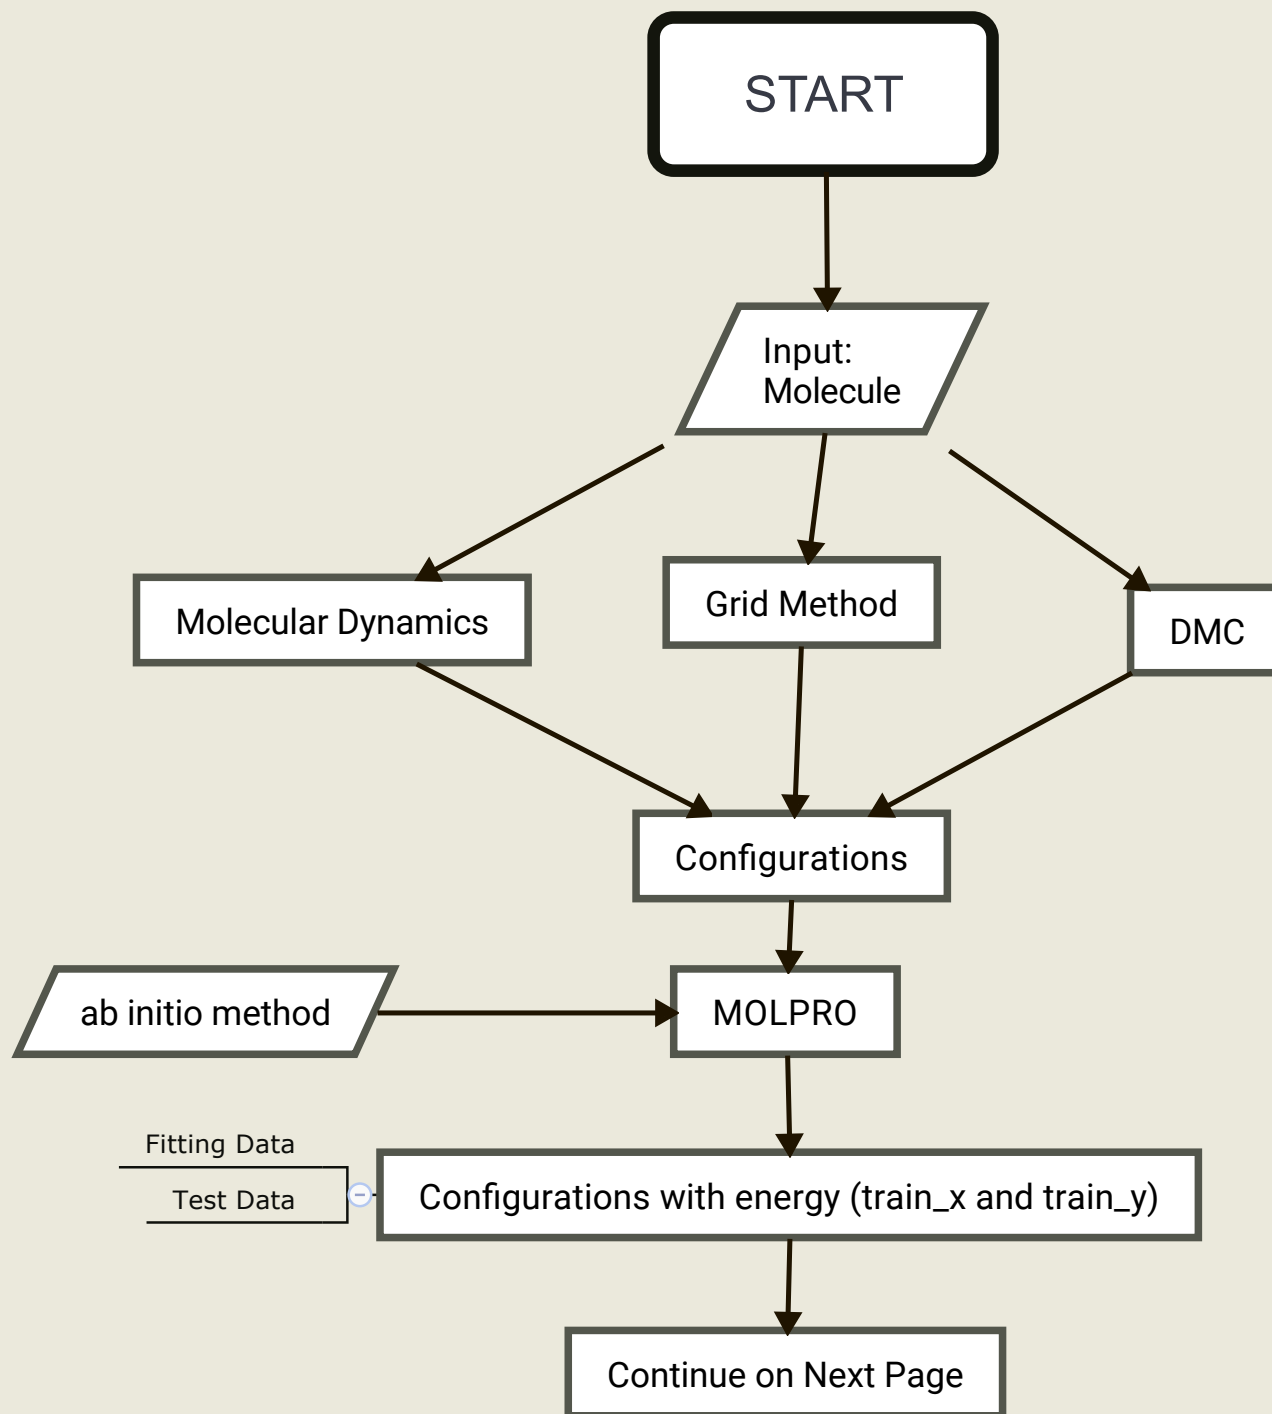 START
Input:
Molecule
Molecular Dynamics
Grid Method
DMC
Configurations
ab initio method
MOLPRO
Fitting Data
Test Data
Configurations with energy (train_x and train_y)
Continue on Next Page